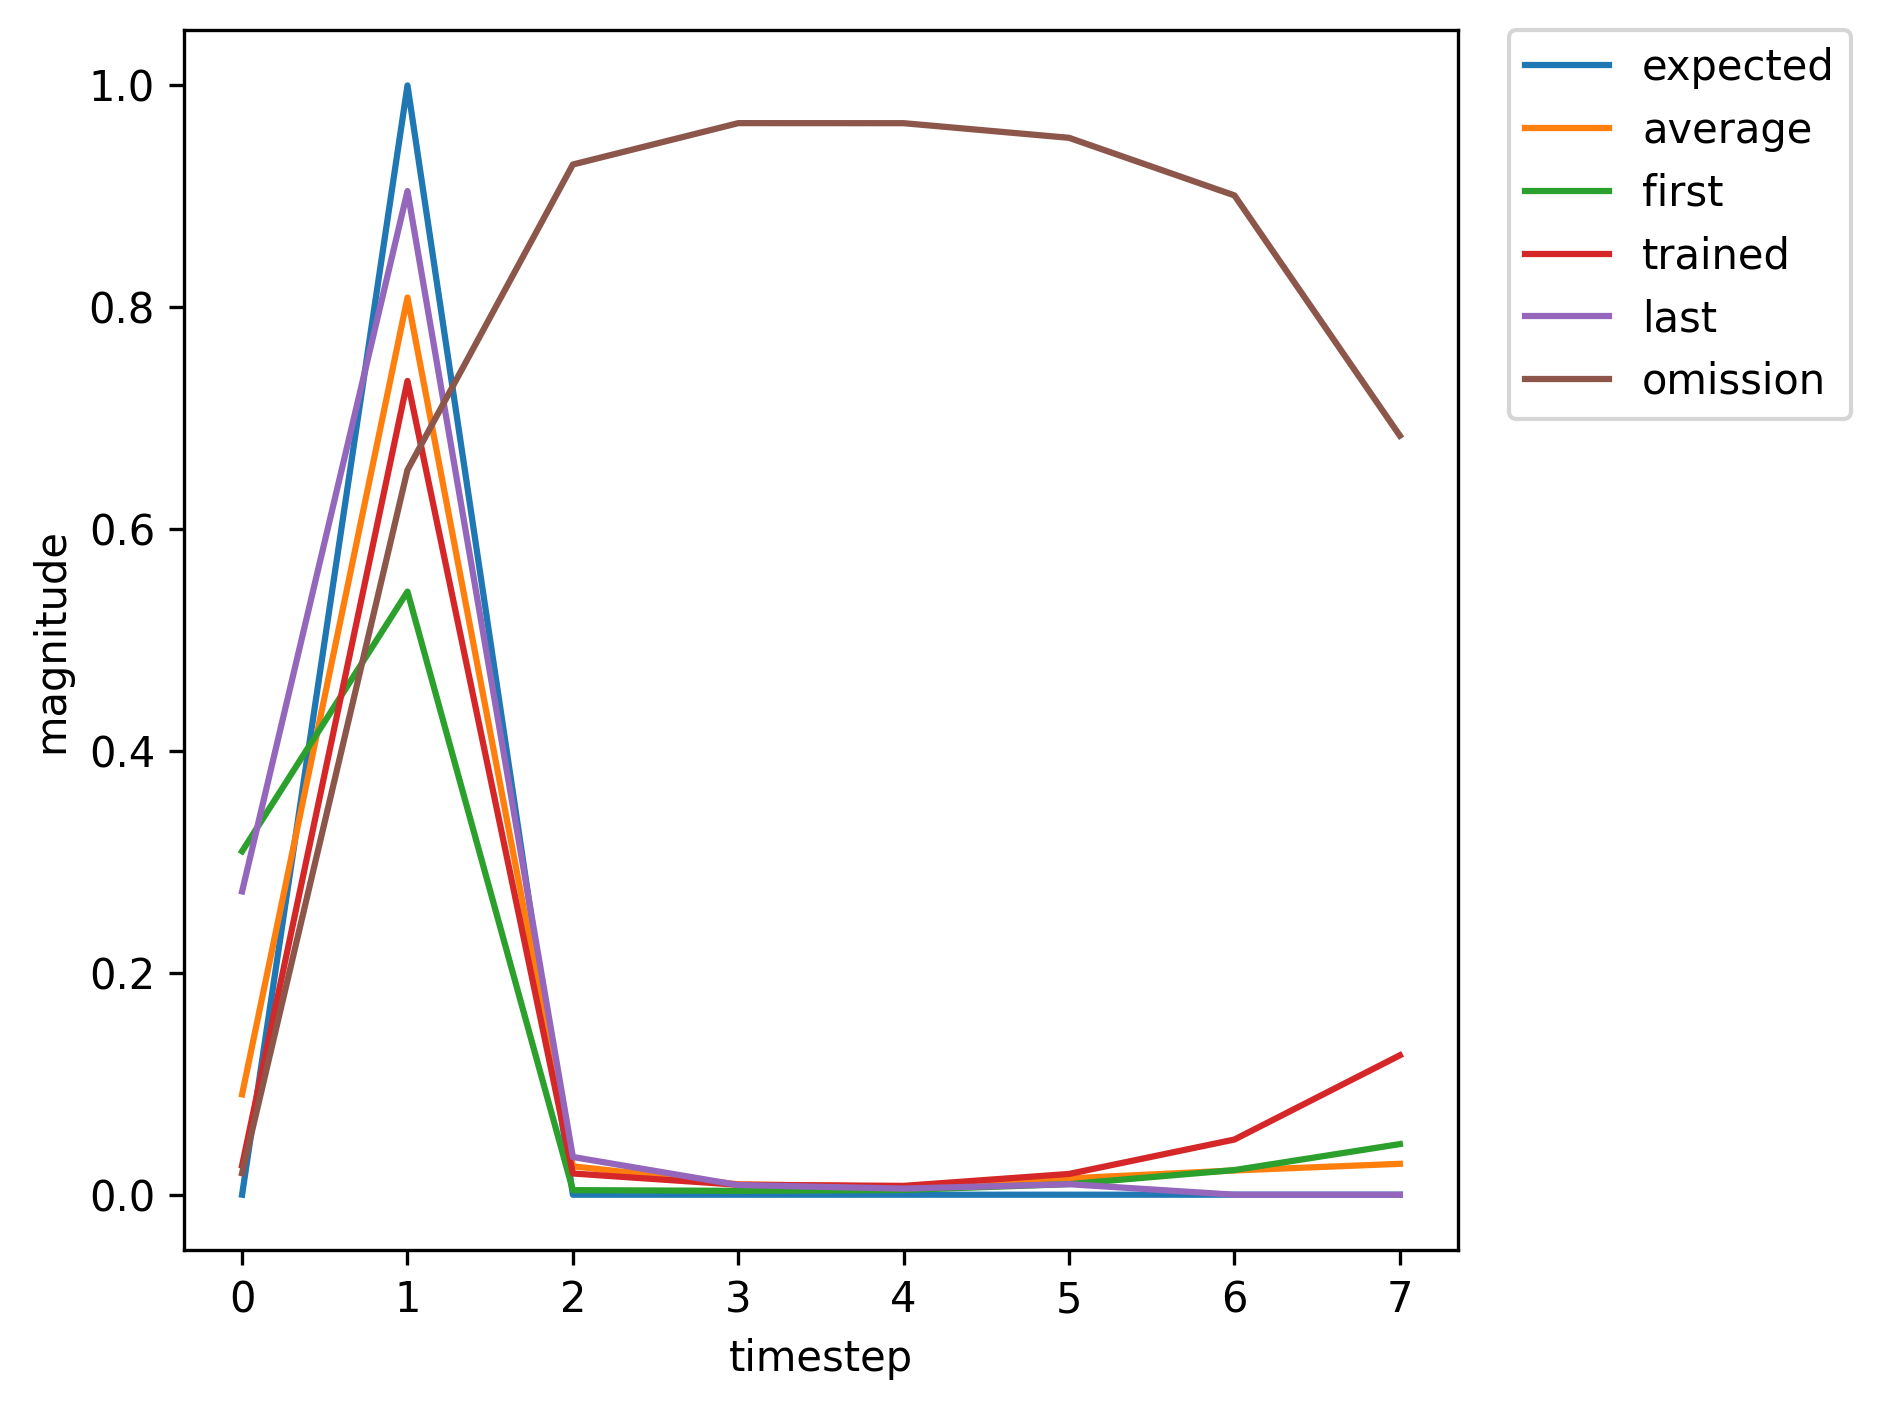 1.0
0.8
0.6
0.4
0.2
0.0
magnitude
0 1 2 3 4 5 6 7
timestep
expected
average
first
trained
last
omission